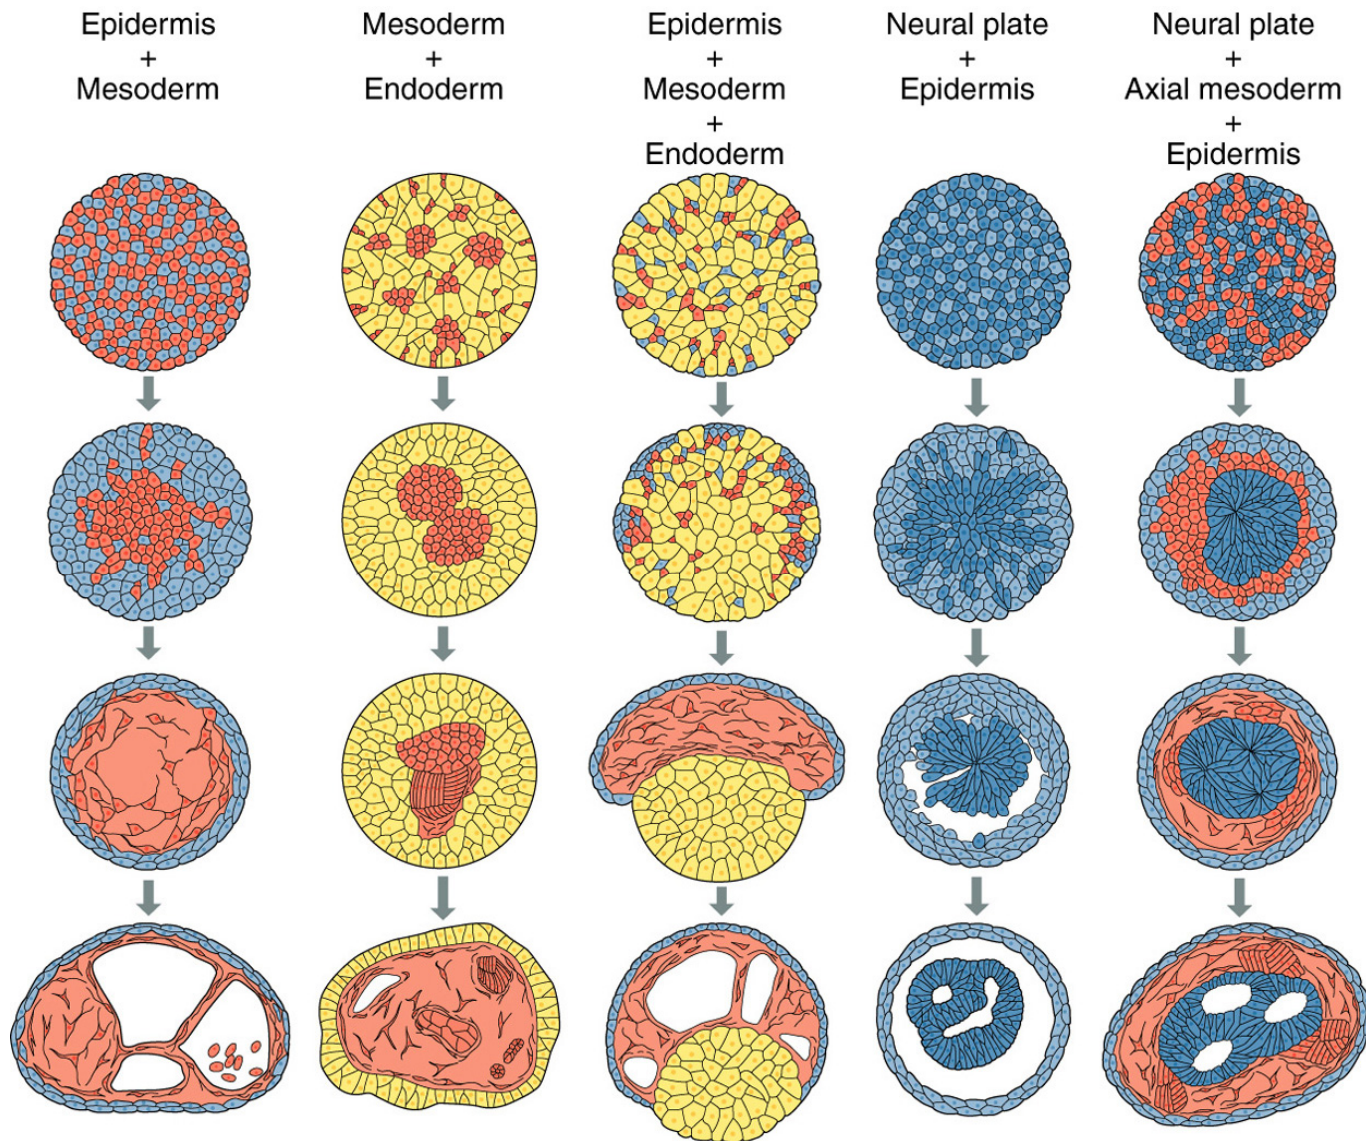 Epidermis
+
Mesoderm
Mesoderm
+
Endoderm
Epidermis
+
Mesoderm
+
Endoderm
Neural plate
+
Epidermis
Neural plate
+
Axial mesoderm
+
Epidermis